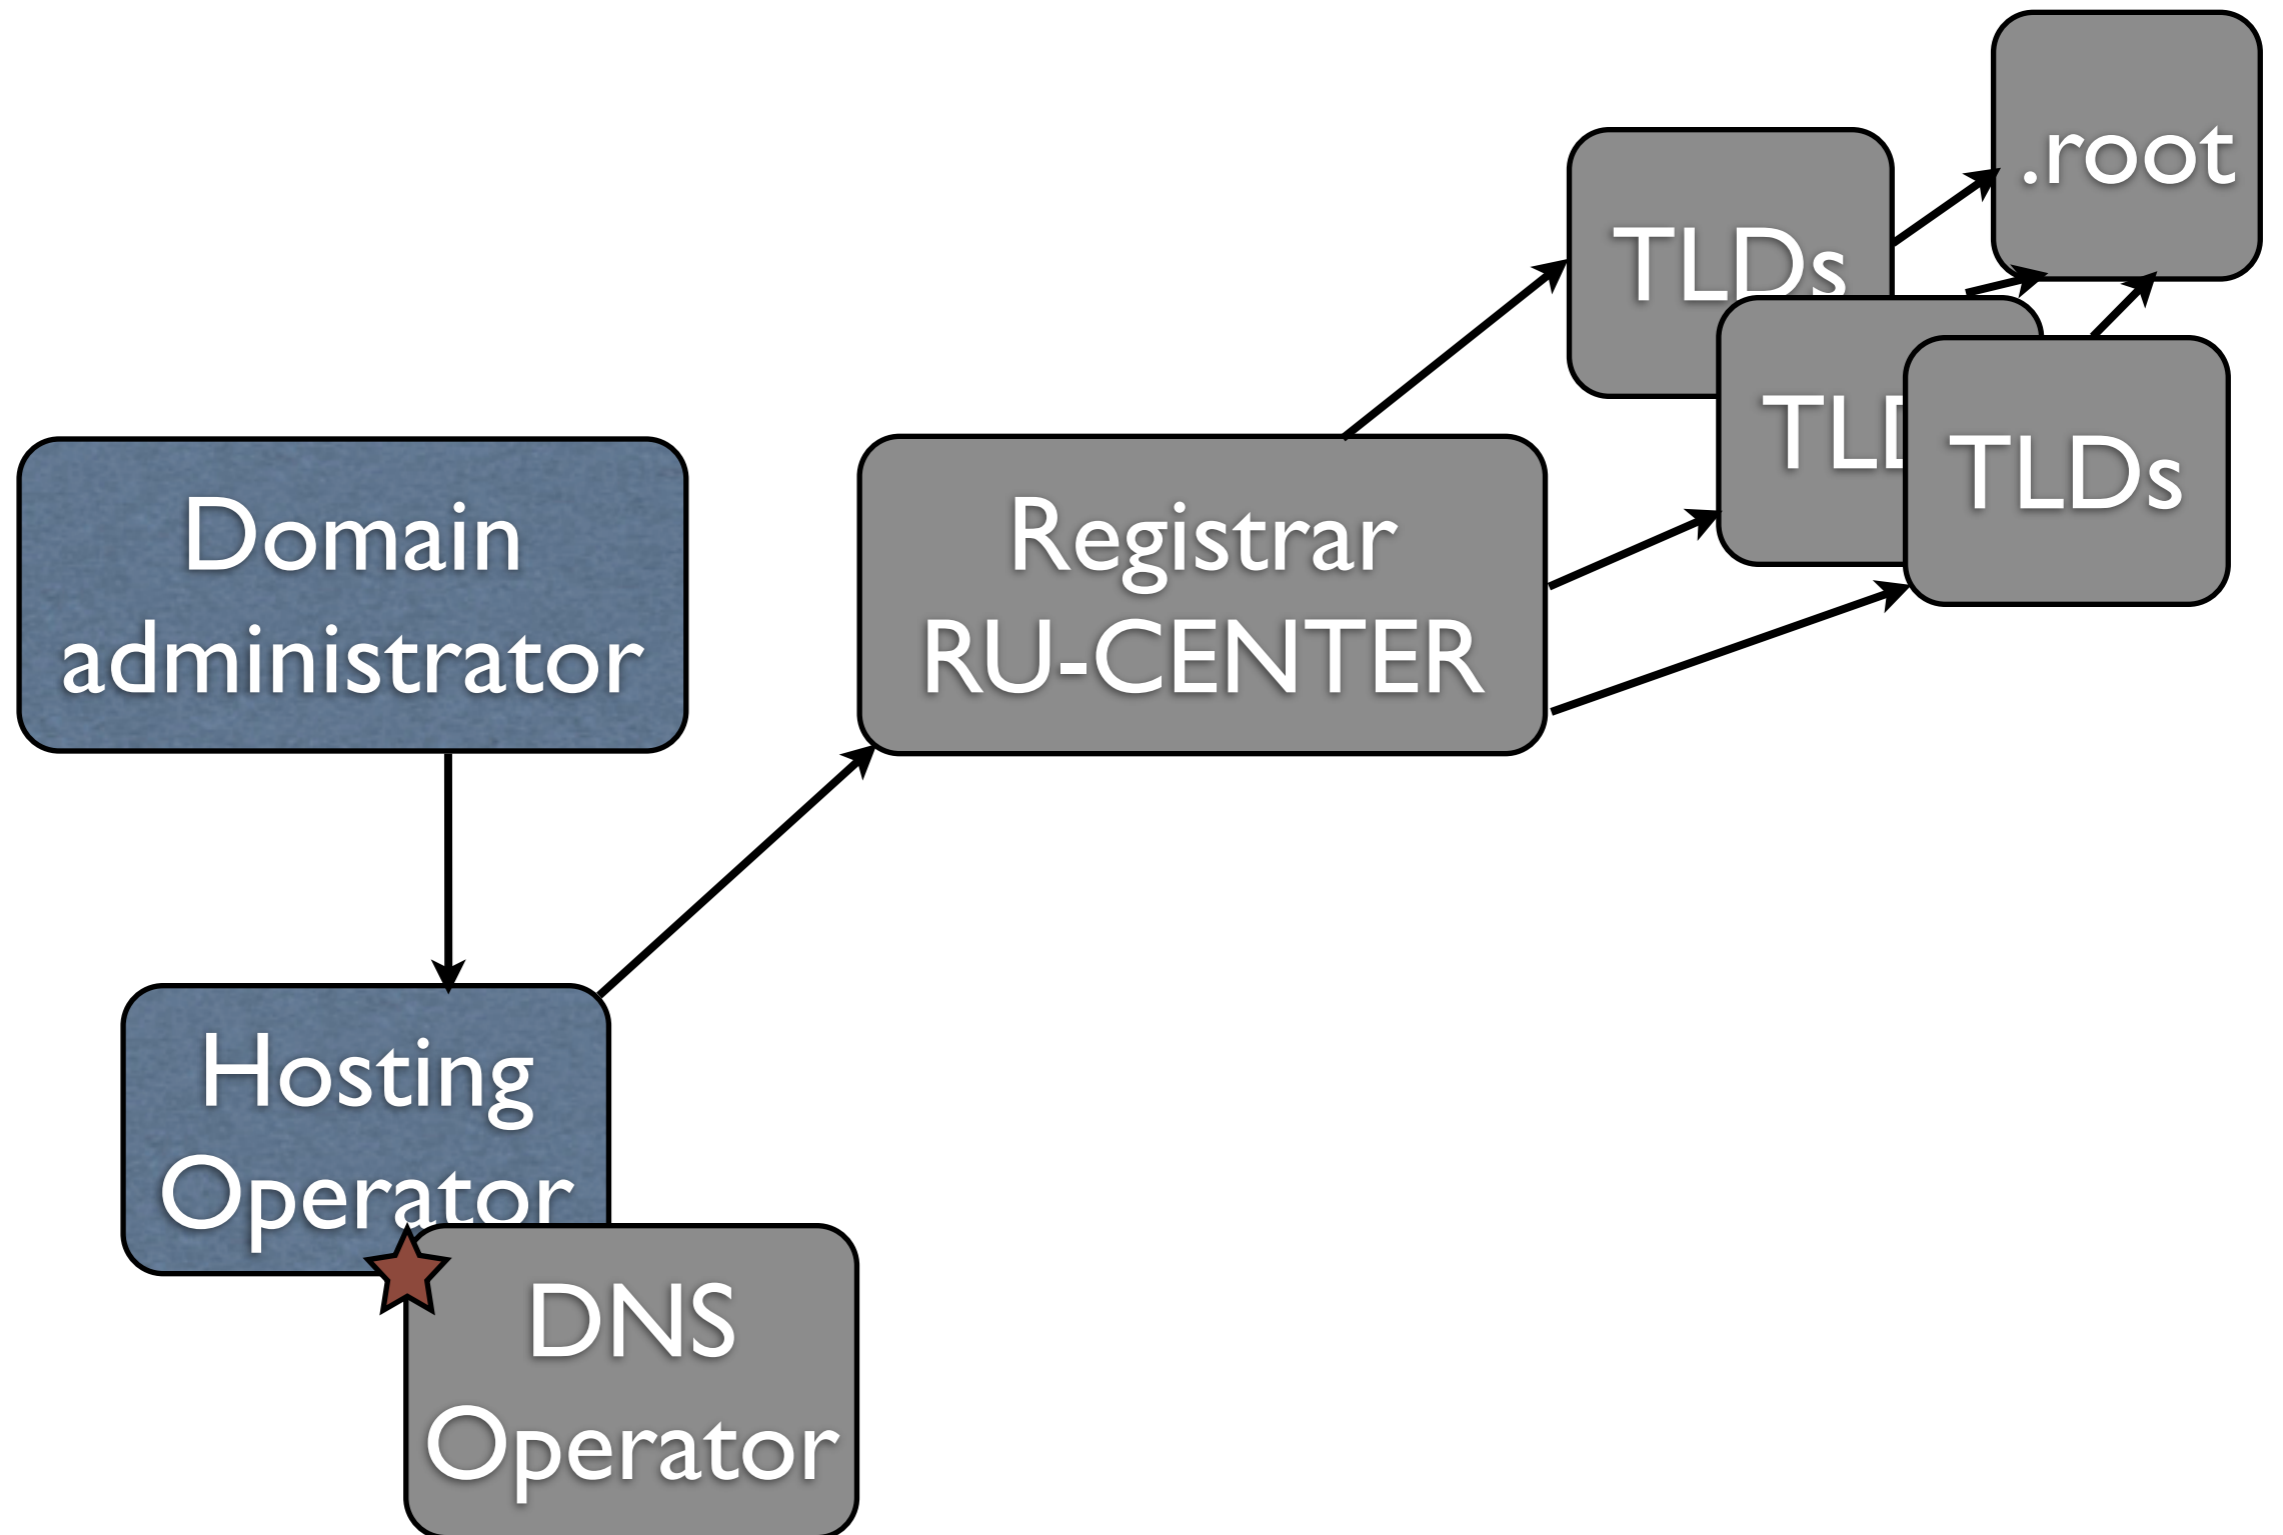 .root
TLDs
TLDs
Domain
administrator
Registrar
RU-CENTER
Hosting
Operator
DNS
Operator